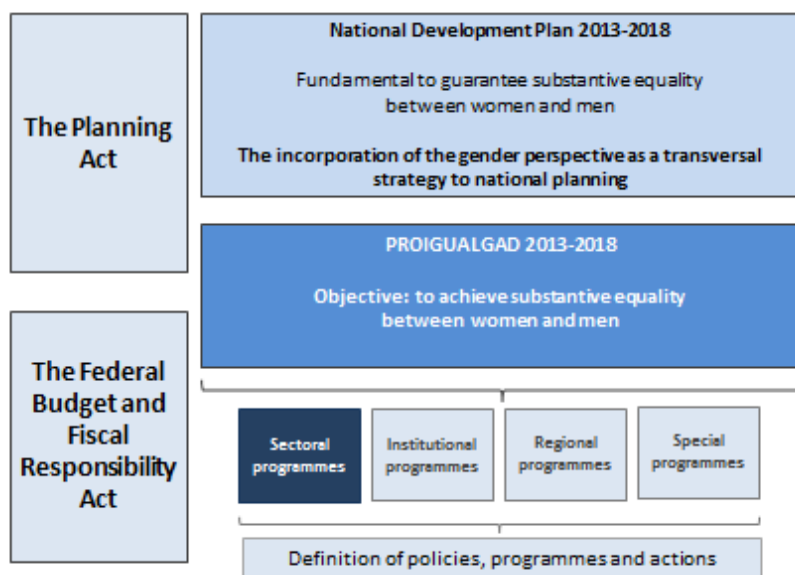 The Planning
Act
National Development Plan 2013-2018
Fundamental to guarantee substantive equality
between women and men
The incorporation of the gender perspective as a transversal
strategy to national planning
PROIGUALGAD 2013-2018
Objective: to achieve substantive equality
between women and men
The Federal
Budget and
Fiscal
Responsibility
Act
Sectoral
programmes
Institutional
programmes
Regional
programmes
Special
programmes
Definition of policies, programmes and actions